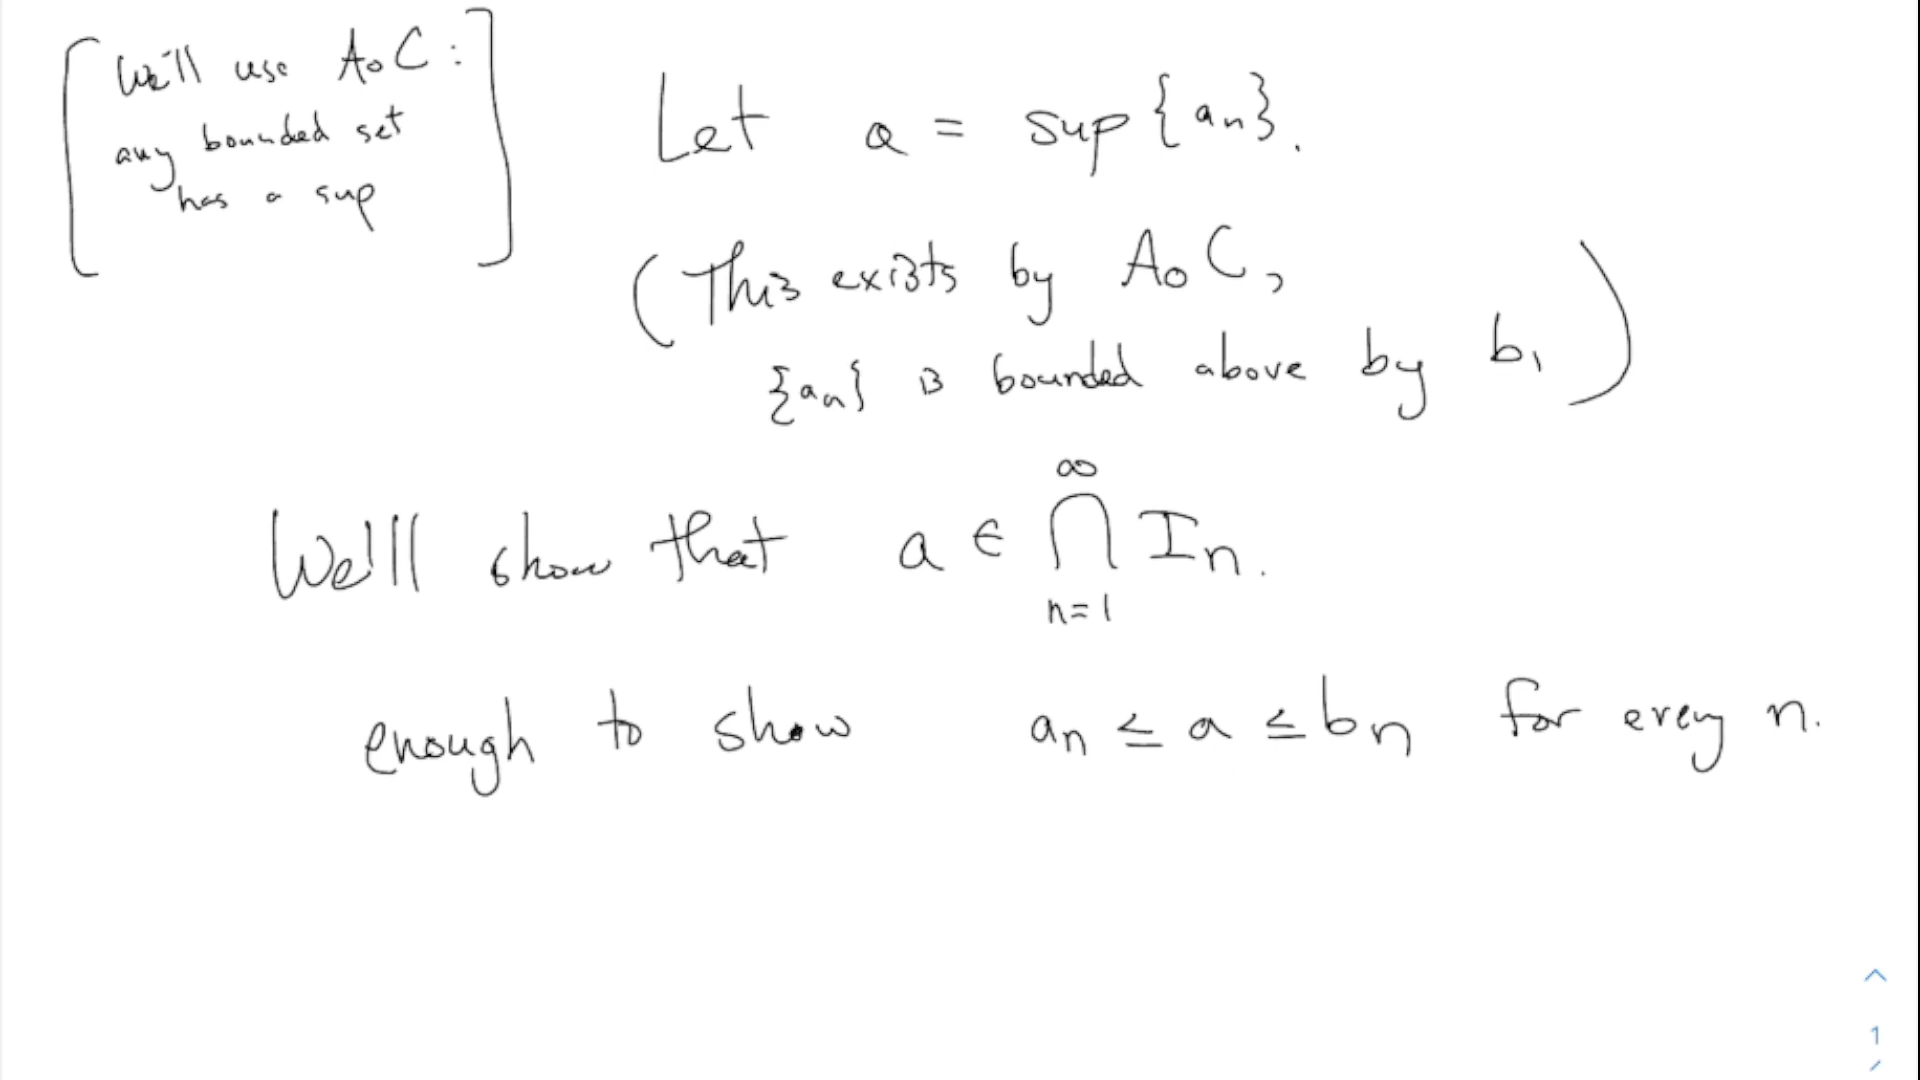 We'll use AoC:
any bounded set
has a sup
Let a = sup {aₙ}.
(This exists by AoC,
{aₙ} is bounded above by b₁)
We'll show that a ∈ ⋂ₙ₌₁^∞ Iₙ.
enough to show aₙ ≤ a ≤ bₙ for every n.
1